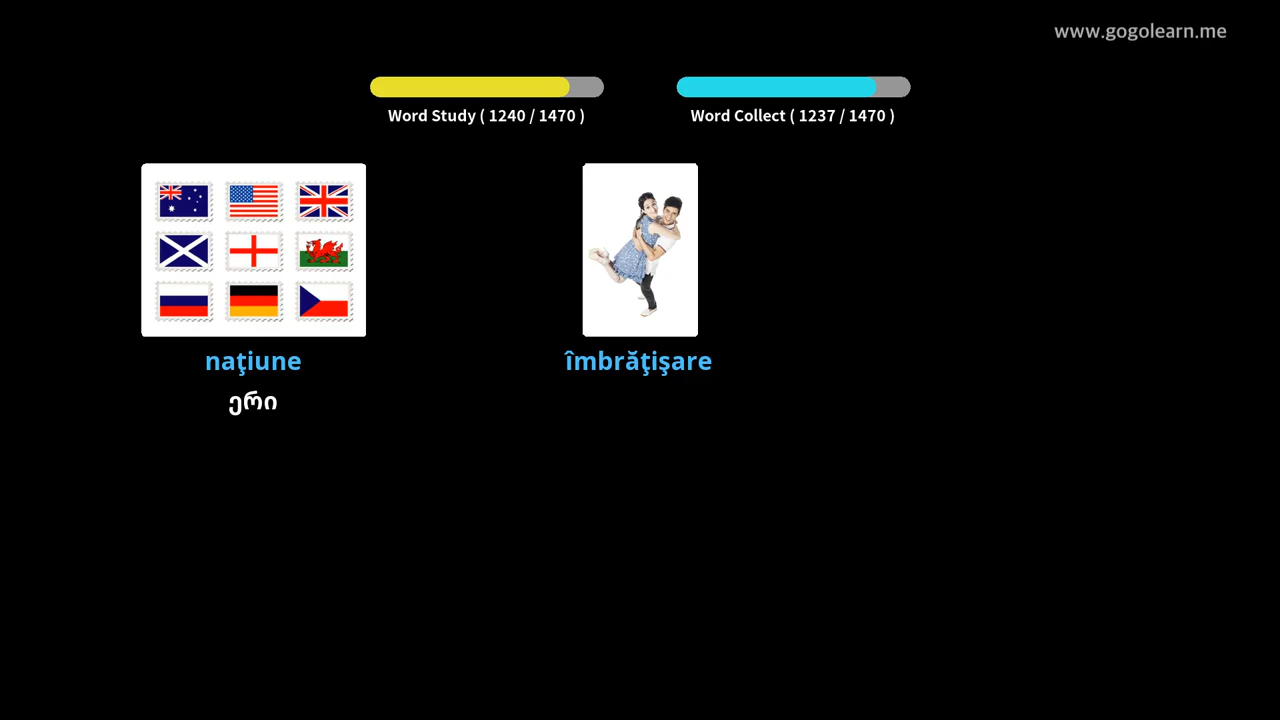 www.gogolearn.me
Word Study ( 1240 / 1470 )
Word Collect ( 1237 / 1470 )
naţiune
îmbrăţişare
ერი